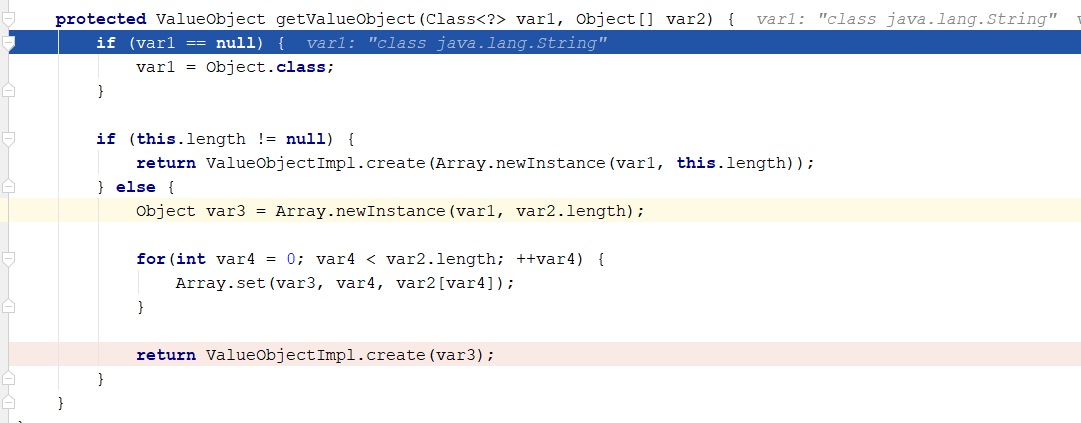 protected ValueObject getValueObject(Class<?> var1, Object[] var2) {  var1: "class java.lang.String"
if (var1 == null) {  var1: "class java.lang.String"
var1 = Object.class;
}
if (this.length != null) {
return ValueObjectImpl.create(Array.newInstance(var1, this.length));
} else {
Object var3 = Array.newInstance(var1, var2.length);
for(int var4 = 0; var4 < var2.length; ++var4) {
Array.set(var3, var4, var2[var4]);
}
return ValueObjectImpl.create(var3);
}
}